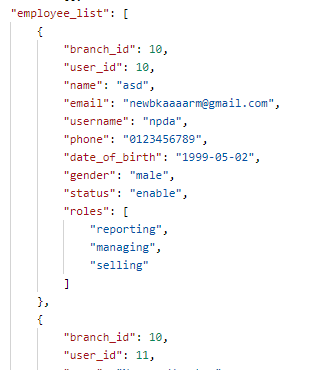 "employee_list": [
{
"branch_id": 10,
"user_id": 10,
"name": "asd",
"email": "newbkaaaarm@gmail.com",
"username": "npda",
"phone": "0123456789",
"date_of_birth": "1999-05-02",
"gender": "male",
"status": "enable",
"roles": [
"reporting",
"managing",
"selling"
]
},
{
"branch_id": 10,
"user_id": 11,